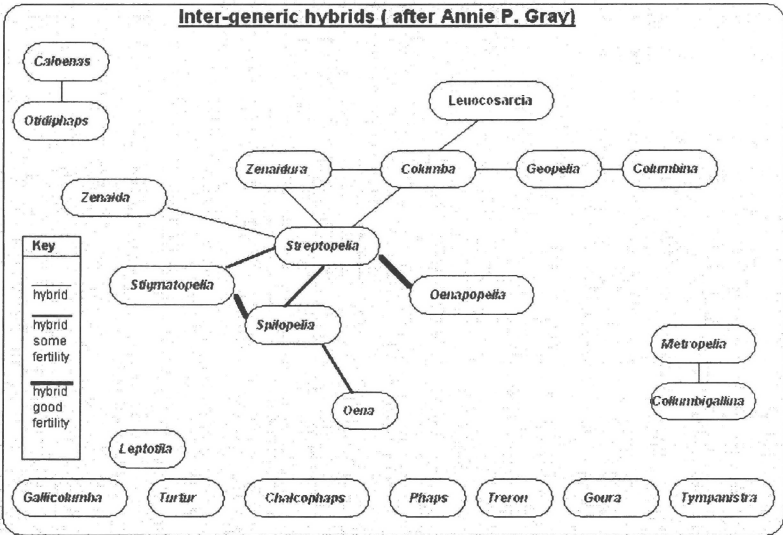 Inter-generic hybrids ( after Annie P. Gray)
Caloenas
Otidiphaps
Leucosarcia
Zenaidura
Columba
Geopelia
Columbina
Zenaida
Streptopelia
Key
hybrid
hybrid
some
fertility
hybrid
good
fertility
Stigmatopelia
Oenapopelia
Spilopelia
Metropelia
Collumbigallina
Oena
Leptotila
Gallicolumba
Turtur
Chalcophaps
Phaps
Treron
Goura
Tympanistra